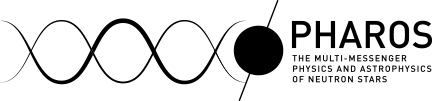 PHAROS
THE MULTI-MESSENGER
PHYSICS AND ASTROPHYSICS
OF NEUTRON STARS